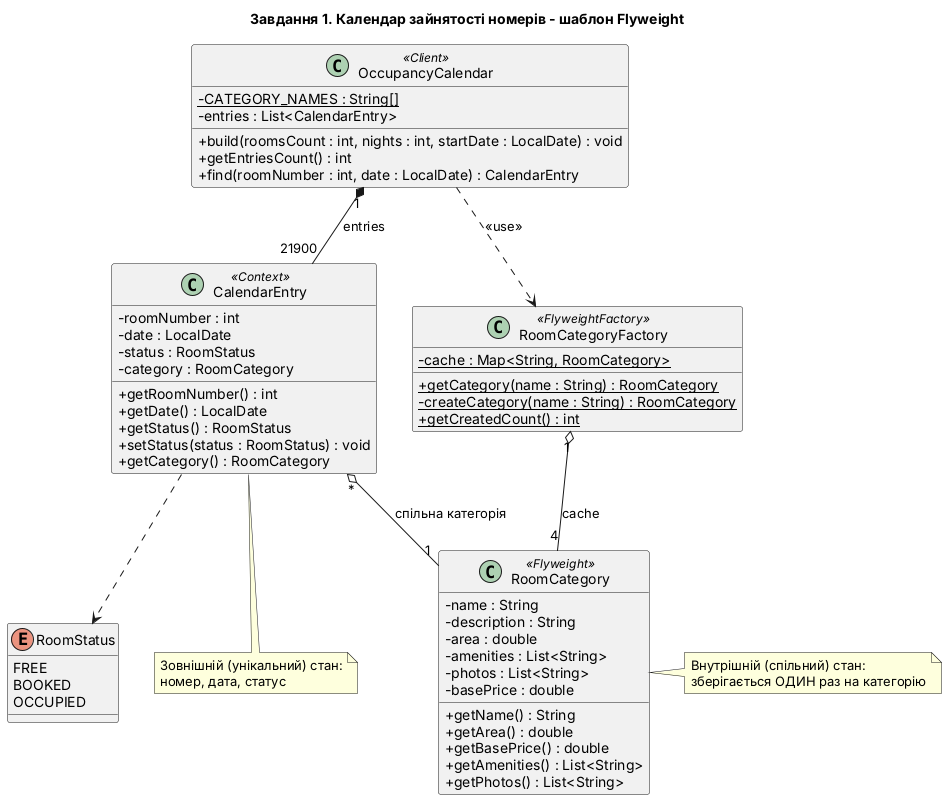 Завдання 1. Календар зайнятості номерів - шаблон Flyweight
C
«Client»
OccupancyCalendar
-CATEGORY_NAMES : String[]
-entries : List<CalendarEntry>
+build(roomsCount : int, nights : int, startDate : LocalDate) : void
+getEntriesCount() : int
+find(roomNumber : int, date : LocalDate) : CalendarEntry
1
entries
21900
«use»
C
«Context»
CalendarEntry
-roomNumber : int
-date : LocalDate
-status : RoomStatus
-category : RoomCategory
+getRoomNumber() : int
+getDate() : LocalDate
+getStatus() : RoomStatus
+setStatus(status : RoomStatus) : void
+getCategory() : RoomCategory
C
«FlyweightFactory»
RoomCategoryFactory
-cache : Map<String, RoomCategory>
+getCategory(name : String) : RoomCategory
-createCategory(name : String) : RoomCategory
+getCreatedCount() : int
*
спільна категорія
1
1
cache
4
E RoomStatus
FREE
BOOKED
OCCUPIED
Зовнішній (унікальний) стан:
номер, дата, статус
C
«Flyweight»
RoomCategory
-name : String
-description : String
-area : double
-amenities : List<String>
-photos : List<String>
-basePrice : double
+getName() : String
+getArea() : double
+getBasePrice() : double
+getAmenities() : List<String>
+getPhotos() : List<String>
Внутрішній (спільний) стан:
зберігається ОДИН раз на категорію